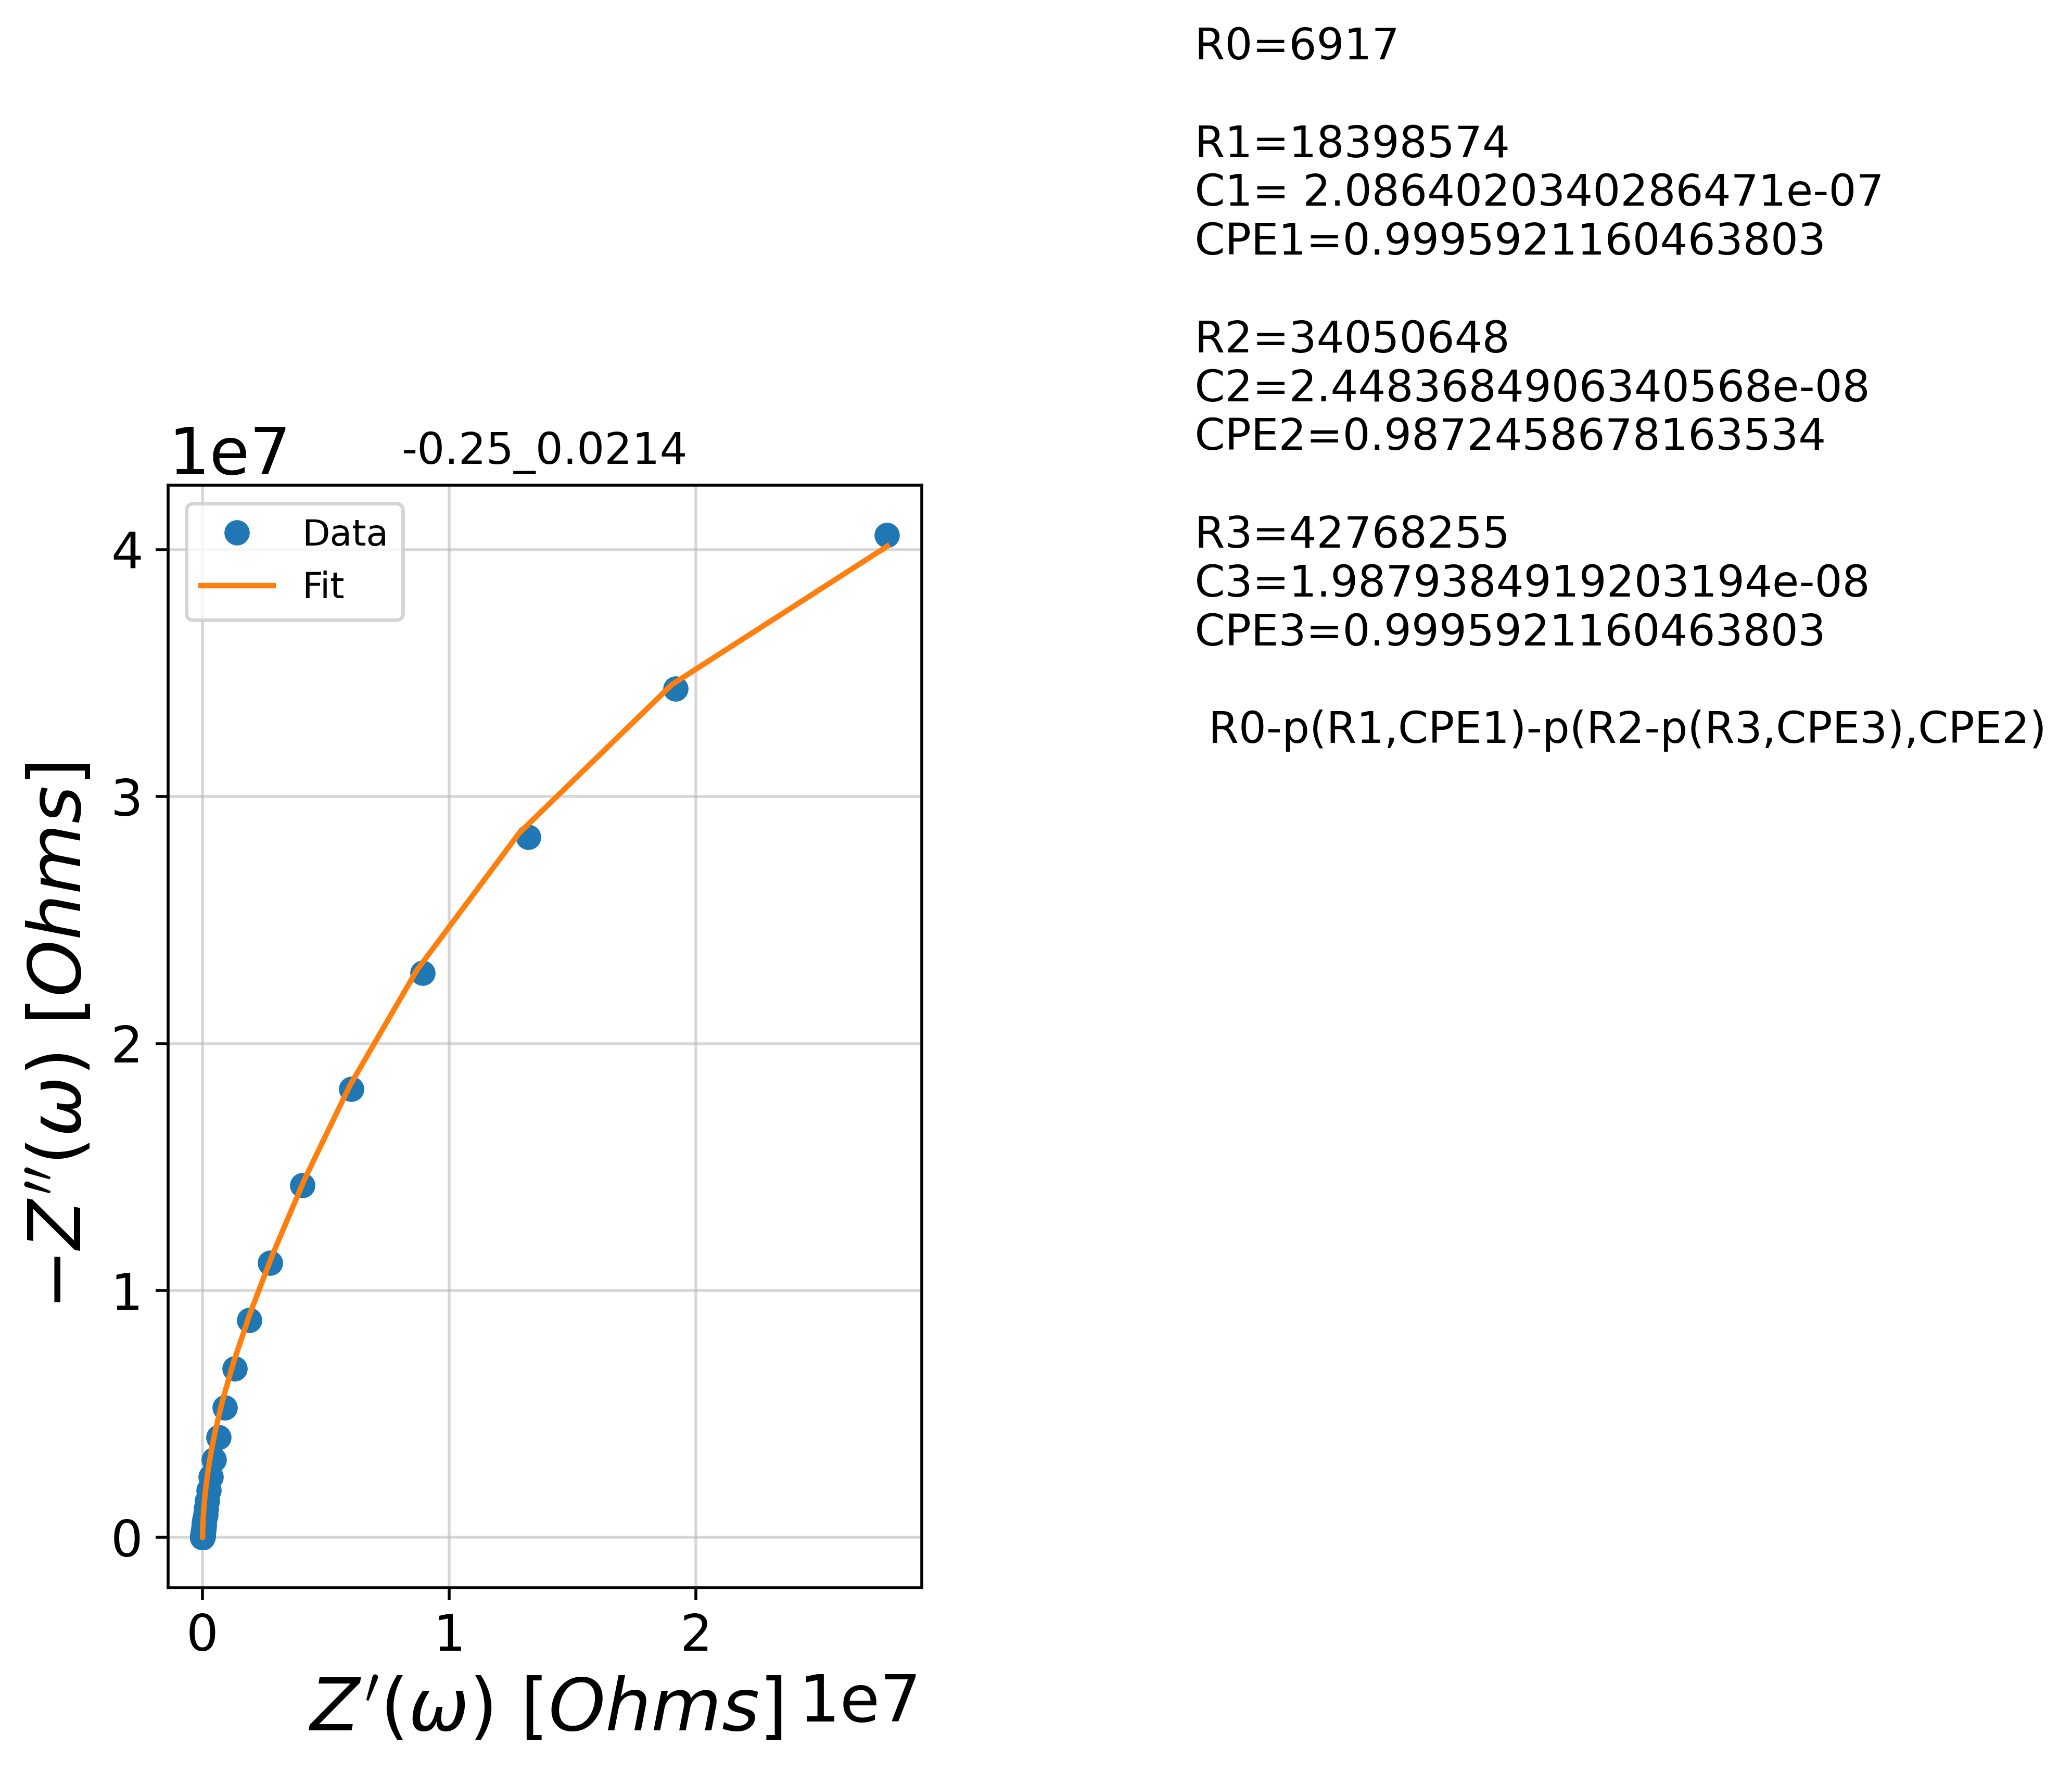 R0=6917
R1=18398574
C1= 2.0864020340286471e-07
CPE1=0.9995921160463803
R2=34050648
C2=2.4483684906340568e-08
CPE2=0.9872458678163534
R3=42768255
C3=1.9879384919203194e-08
CPE3=0.9995921160463803
R0-p(R1,CPE1)-p(R2-p(R3,CPE3),CPE2)
1e7
-0.25_0.0214
Data
Fit
4
3
2
1
0
−Z′′(ω) [Ohms]
0 1 2
Z′(ω) [Ohms]
1e7